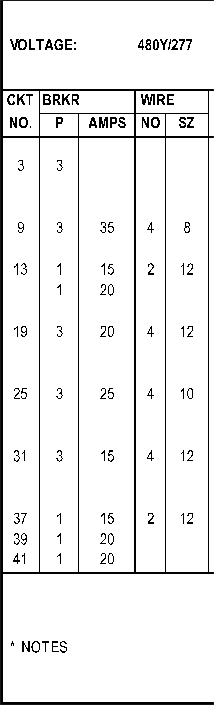 VOLTAGE: 480Y/277
CKT BRKR WIRE
NO. P AMPS NO SZ
3 3
9 3 35 4 8
13 1 15 2 12
1 20
19 3 20 4 12
25 3 25 4 10
31 3 15 4 12
37 1 15 2 12
39 1 20
41 1 20
* NOTES